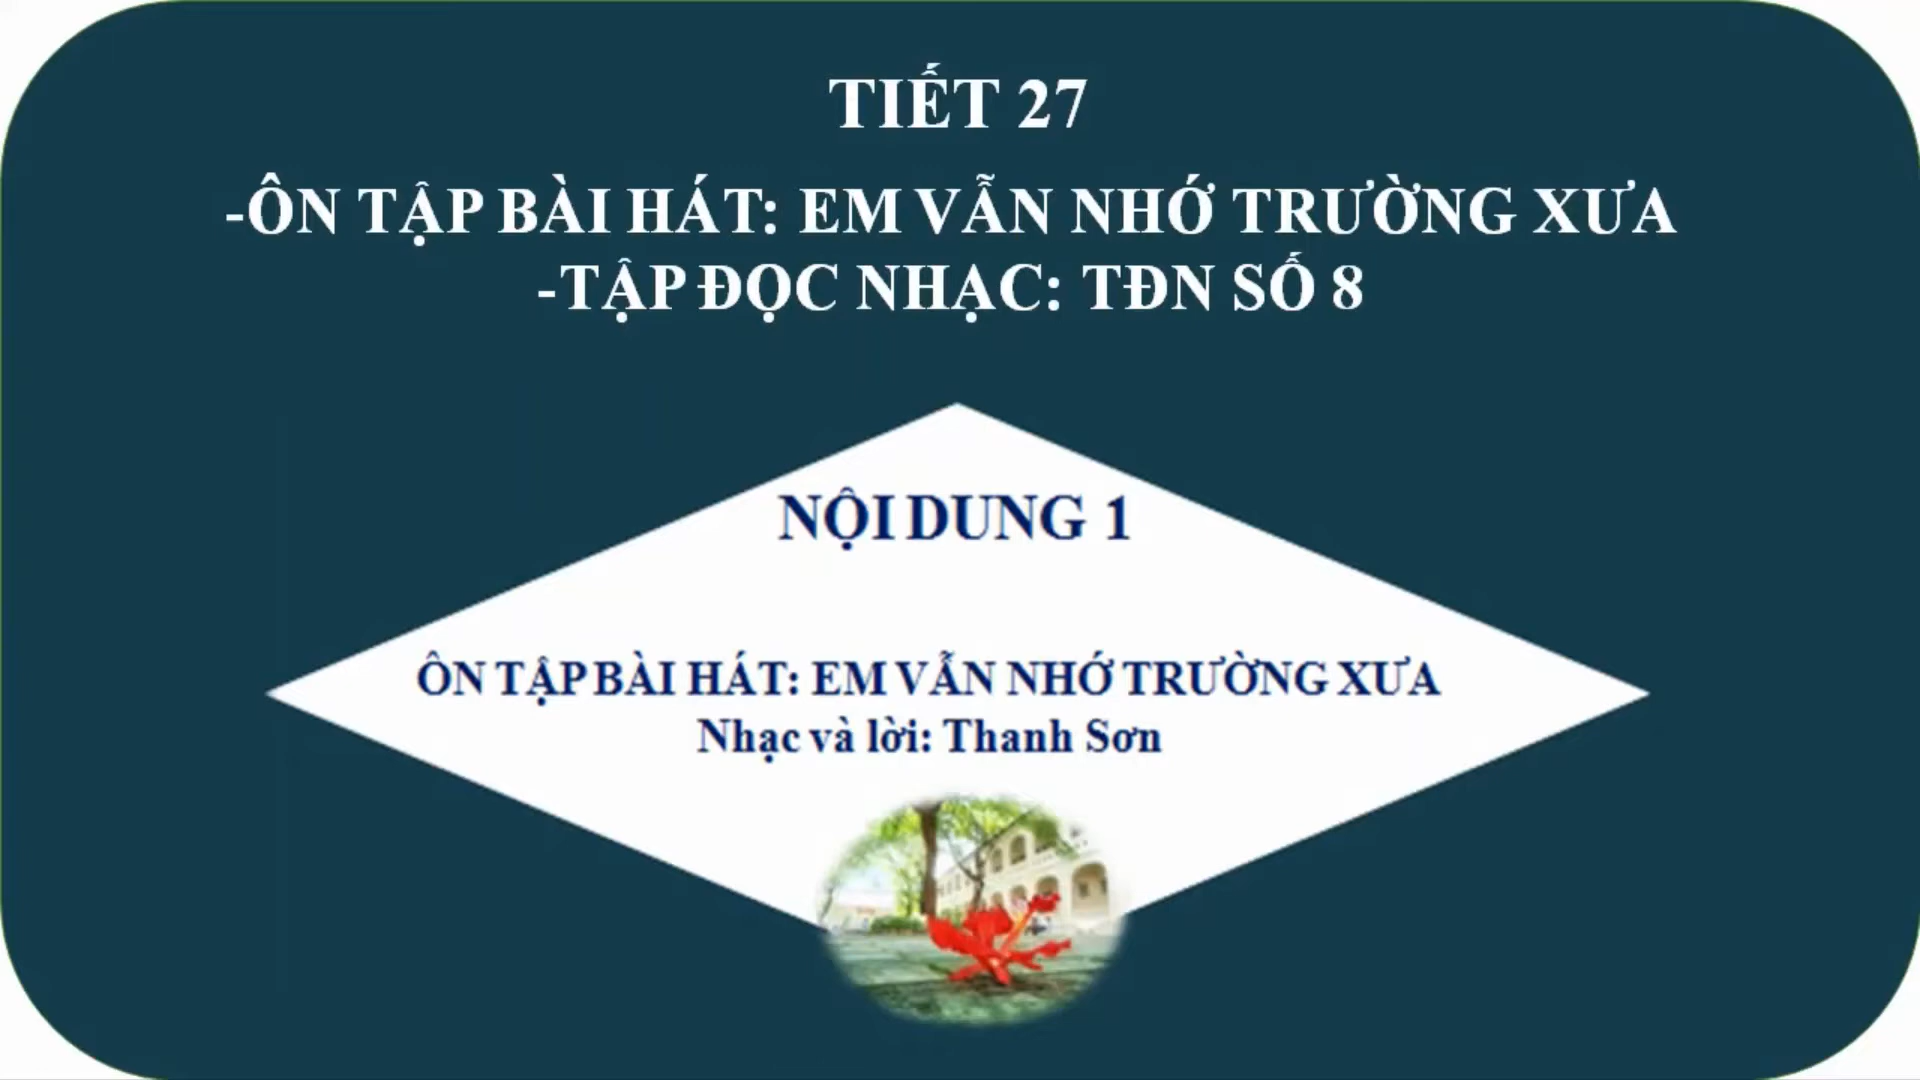 TIẾT 27
-ÔN TẬP BÀI HÁT: EM VẪN NHỚ TRƯỜNG XƯA
-TẬP ĐỌC NHẠC: TĐN SỐ 8
NỘI DUNG 1
ÔN TẬP BÀI HÁT: EM VẪN NHỚ TRƯỜNG XƯA
Nhạc và lời: Thanh Sơn